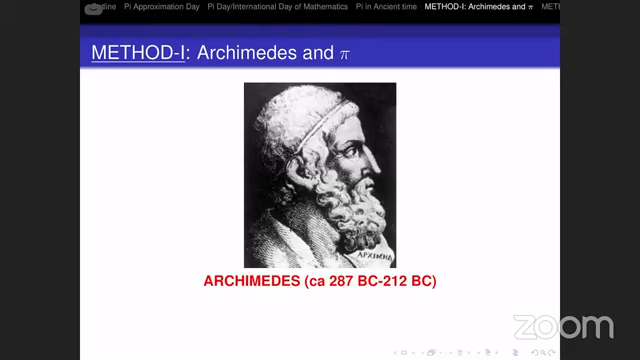 Outline Pi Approximation Day Pi Day/International Day of Mathematics Pi in Ancient time METHOD-I: Archimedes and π METH
METHOD-I: Archimedes and π
ARCHIMEDES (ca 287 BC-212 BC)
zoom